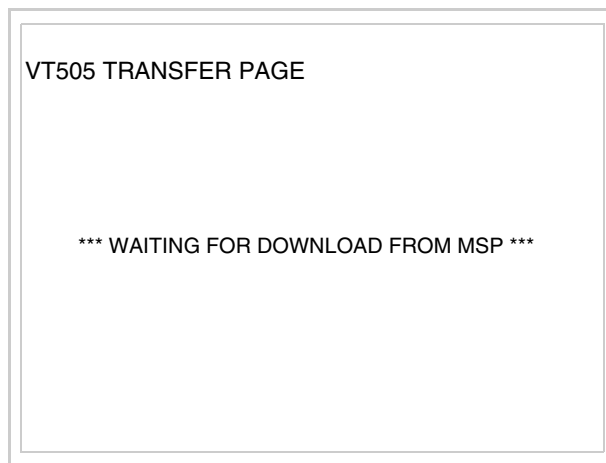 VT505 TRANSFER PAGE
*** WAITING FOR DOWNLOAD FROM MSP ***